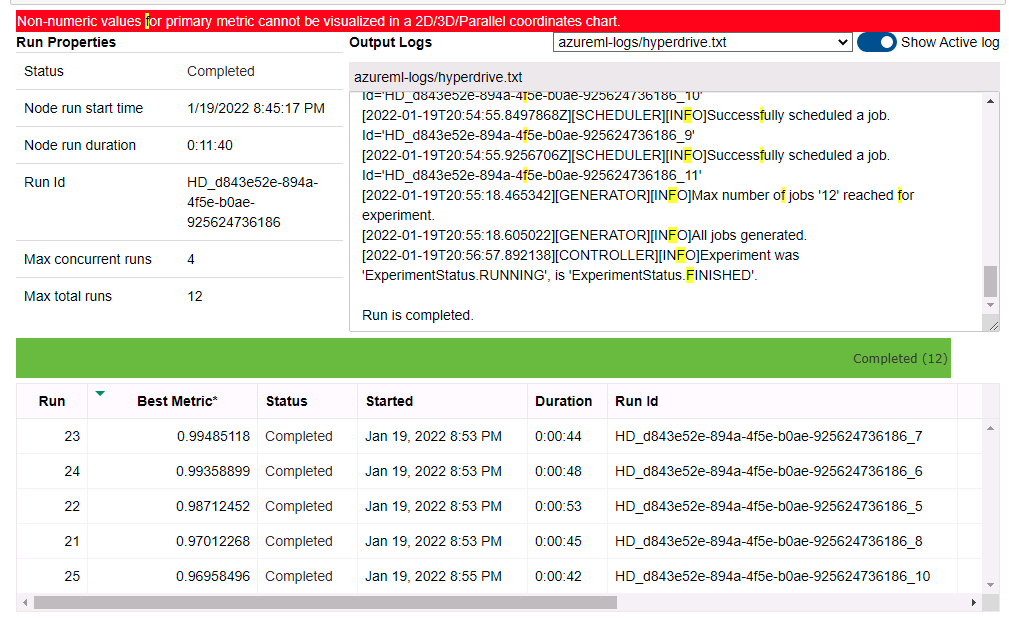 Non-numeric values for primary metric cannot be visualized in a 2D/3D/Parallel coordinates chart.
Run Properties
Status Completed
Node run start time 1/19/2022 8:45:17 PM
Node run duration 0:11:40
Run Id HD_d843e52e-894a-
4f5e-b0ae-
925624736186
Max concurrent runs 4
Max total runs 12
Output Logs azureml-logs/hyperdrive.txt Show Active log
azureml-logs/hyperdrive.txt
Id='HD_d843e52e-894a-4f5e-b0ae-925624736186_10'
[2022-01-19T20:54:55.8497868Z][SCHEDULER][INFO]Successfully scheduled a job.
Id='HD_d843e52e-894a-4f5e-b0ae-925624736186_9'
[2022-01-19T20:54:55.9256706Z][SCHEDULER][INFO]Successfully scheduled a job.
Id='HD_d843e52e-894a-4f5e-b0ae-925624736186_11'
[2022-01-19T20:55:18.465342][GENERATOR][INFO]Max number of jobs '12' reached for
experiment.
[2022-01-19T20:55:18.605022][GENERATOR][INFO]All jobs generated.
[2022-01-19T20:56:57.892138][CONTROLLER][INFO]Experiment was
'ExperimentStatus.RUNNING', is 'ExperimentStatus.FINISHED'.
Run is completed.
Completed (12)
Run Best Metric* Status Started Duration Run Id
23 0.99485118 Completed Jan 19, 2022 8:53 PM 0:00:44 HD_d843e52e-894a-4f5e-b0ae-925624736186_7
24 0.99358899 Completed Jan 19, 2022 8:53 PM 0:00:48 HD_d843e52e-894a-4f5e-b0ae-925624736186_6
22 0.98712452 Completed Jan 19, 2022 8:53 PM 0:00:53 HD_d843e52e-894a-4f5e-b0ae-925624736186_5
21 0.97012268 Completed Jan 19, 2022 8:53 PM 0:00:45 HD_d843e52e-894a-4f5e-b0ae-925624736186_8
25 0.96958496 Completed Jan 19, 2022 8:55 PM 0:00:42 HD_d843e52e-894a-4f5e-b0ae-925624736186_10